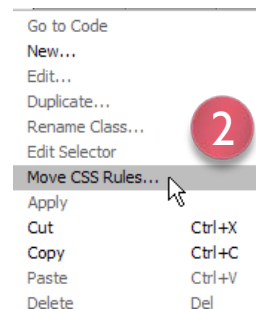 Go to Code
New...
Edit...
Duplicate...
Rename Class...
2
Edit Selector
Move CSS Rules...
Apply
Cut Ctrl+X
Copy Ctrl+C
Paste Ctrl+V
Delete Del